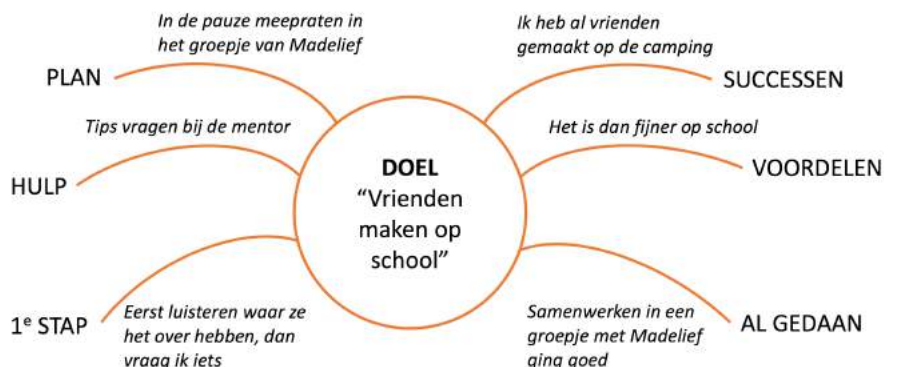 In de pauze meepraten in
het groepje van Madelief
PLAN
Tips vragen bij de mentor
HULP
Eerst luisteren waar ze
het over hebben, dan
vraag ik iets
1e STAP
DOEL
“Vrienden
maken op
school”
Ik heb al vrienden
gemaakt op de camping
SUCCESSEN
Het is dan fijner op school
VOORDELEN
Samenwerken in een
groepje met Madelief
ging goed
AL GEDAAN